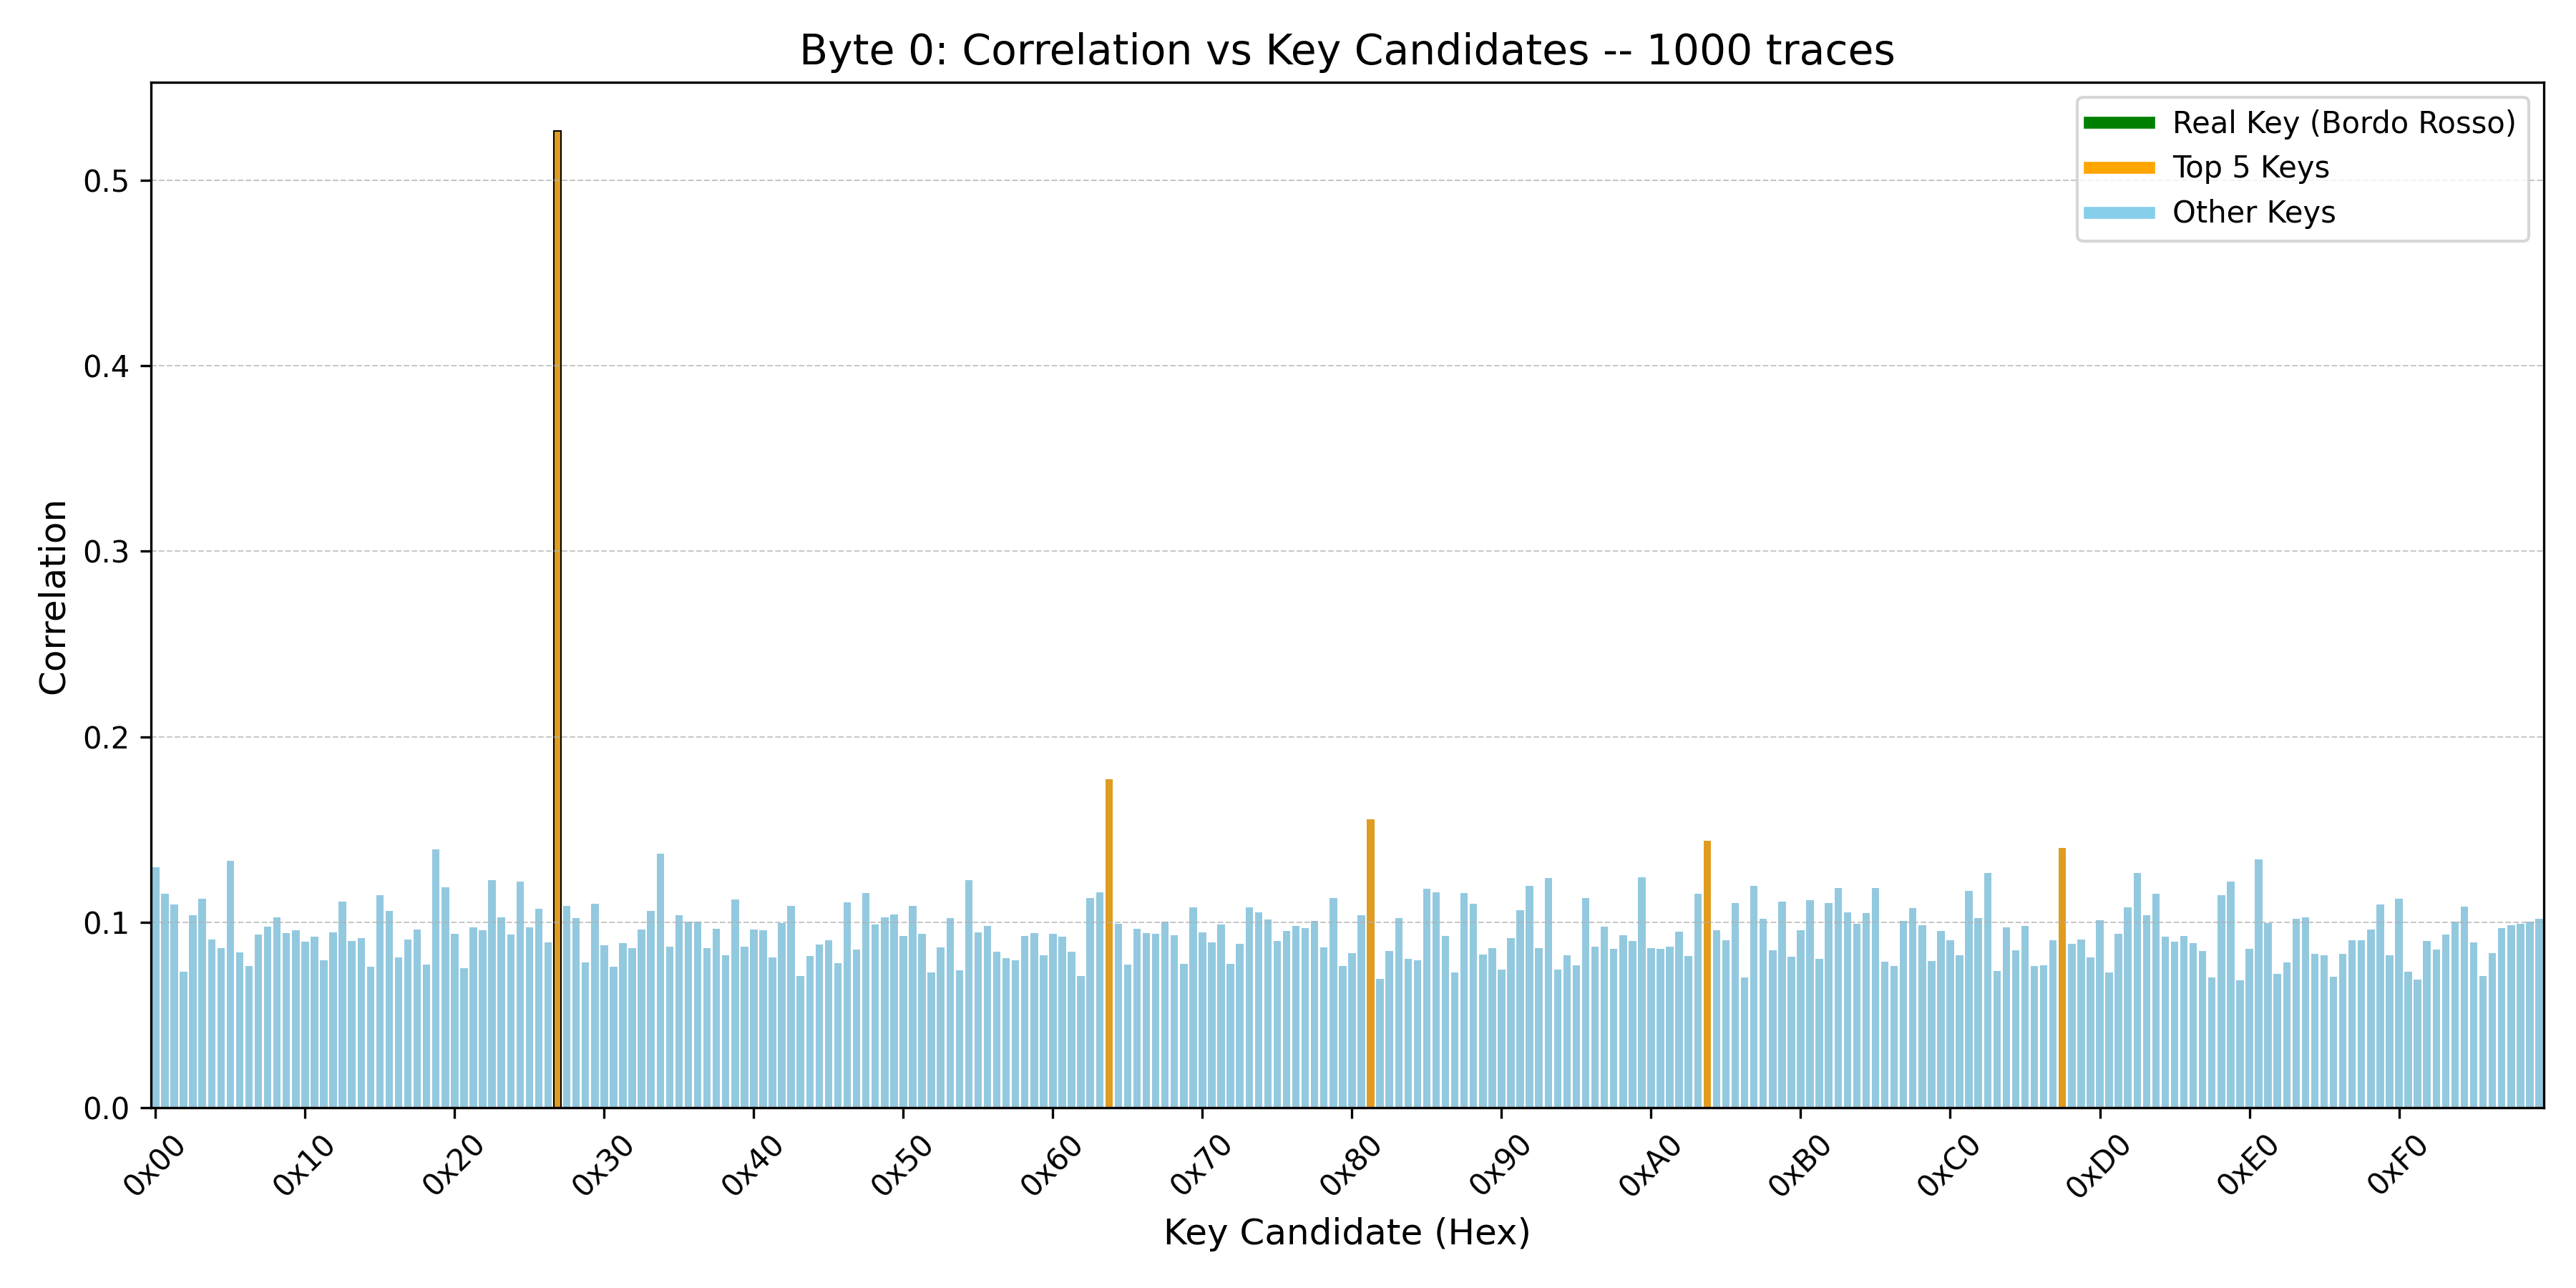 Byte 0: Correlation vs Key Candidates -- 1000 traces
Real Key (Bordo Rosso)
Top 5 Keys
Other Keys
Correlation
0.5
0.4
0.3
0.2
0.1
0.0
0x00 0x10 0x20 0x30 0x40 0x50 0x60 0x70 0x80 0x90 0xA0 0xB0 0xC0 0xD0 0xE0 0xF0
Key Candidate (Hex)